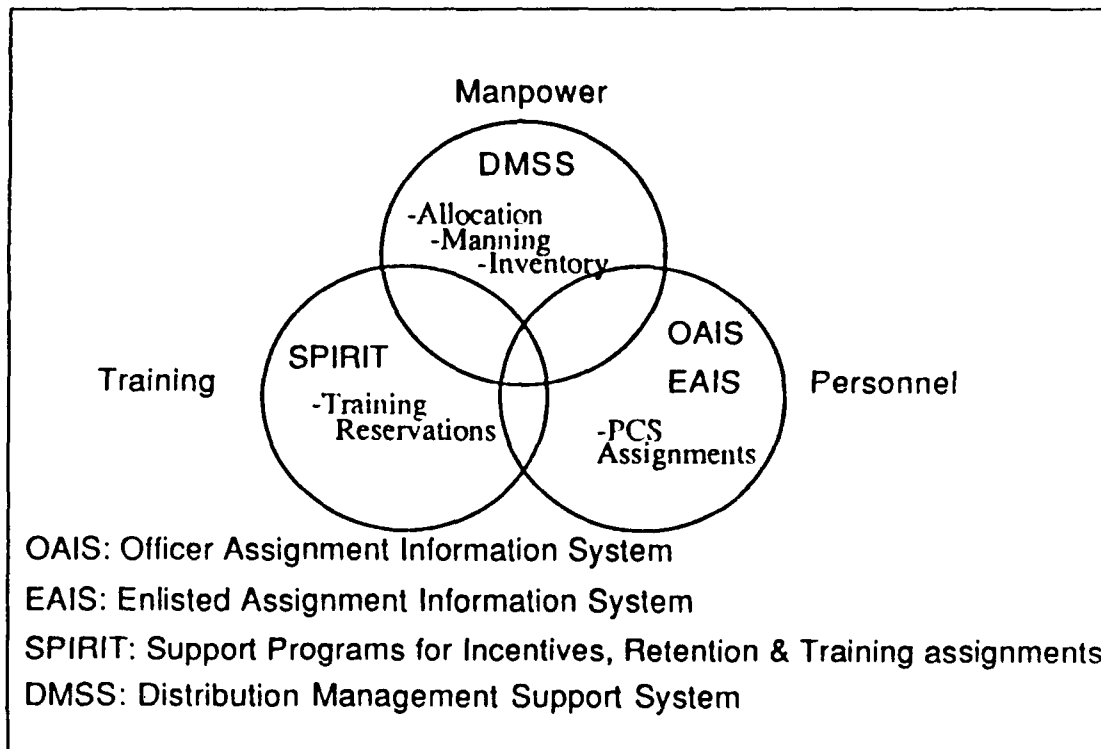 Manpower
DMSS
-Allocation
-Manning
-Inventory
Training
SPIRIT
-Training
Reservations
OAIS
EAIS
-PCS
Assignments
Personnel
OAIS: Officer Assignment Information System
EAIS: Enlisted Assignment Information System
SPIRIT: Support Programs for Incentives, Retention & Training assignments
DMSS: Distribution Management Support System